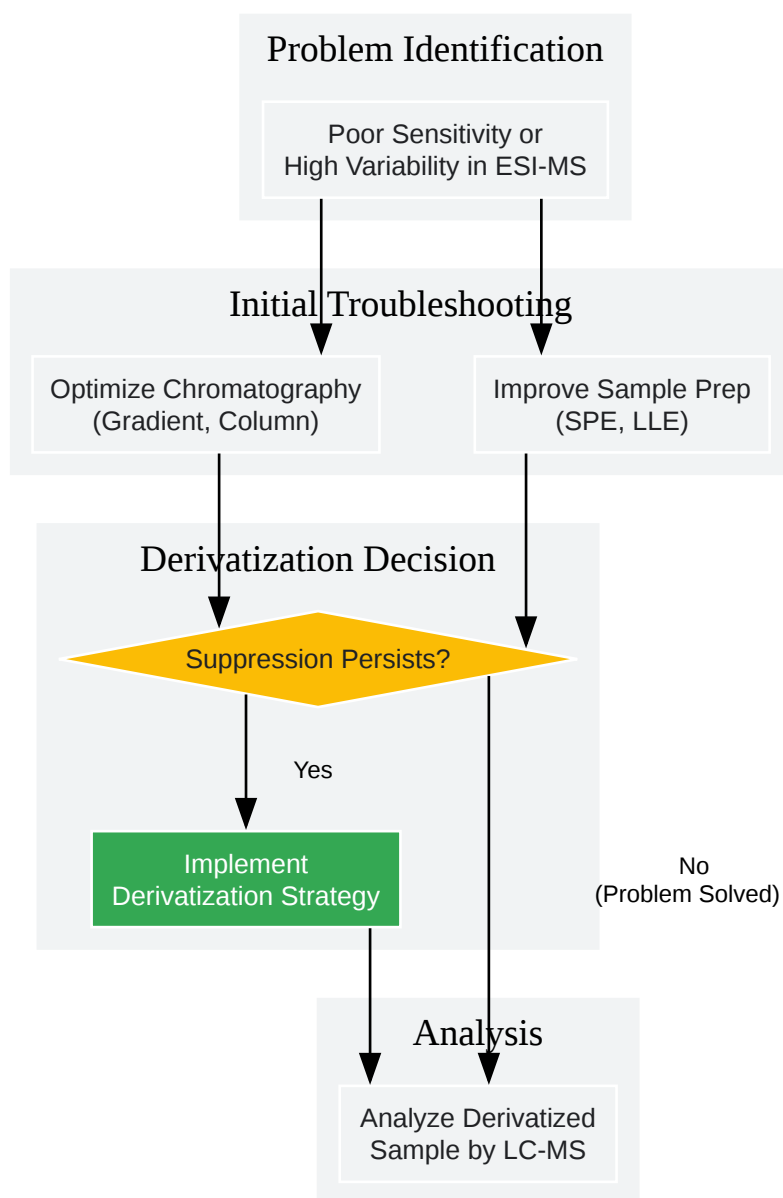 Problem Identification
Poor Sensitivity or
High Variability in ESI-MS
Initial Troubleshooting
Optimize Chromatography
(Gradient, Column)
Improve Sample Prep
(SPE, LLE)
Derivatization Decision
Suppression Persists?
Yes
Implement
Derivatization Strategy
No
(Problem Solved)
Analysis
Analyze Derivatized
Sample by LC-MS